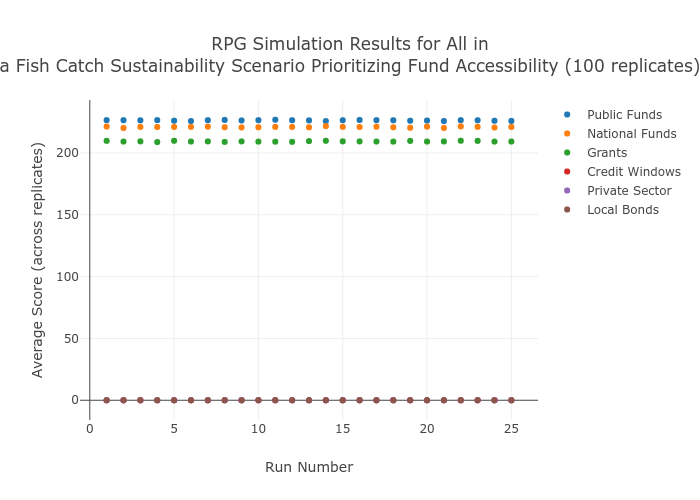 RPG Simulation Results for All in
a Fish Catch Sustainability Scenario Prioritizing Fund Accessibility (100 replicates)
Average Score (across replicates)
200
150
100
50
0
0
5
10
15
20
25
Run Number
Public Funds
National Funds
Grants
Credit Windows
Private Sector
Local Bonds